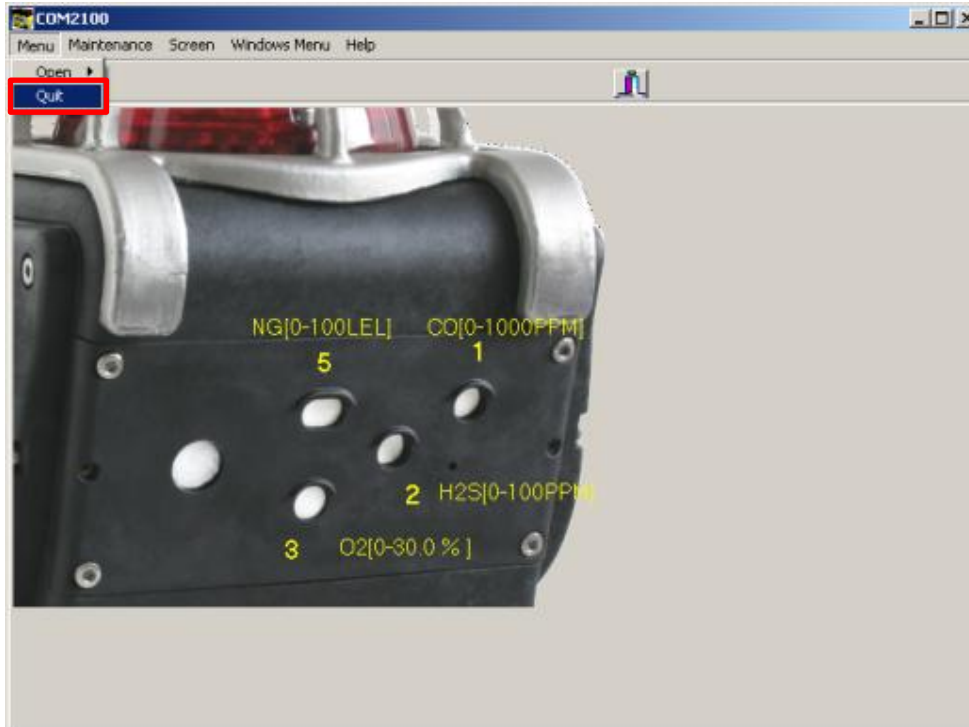 COM2100
Menu Maintenance Screen Windows Menu Help
Open
Quit
NG[0-100LEL] CO[0-1000PPM]
5 1
2 H2S[0-100PPM)
3 O2[0-30.0 % ]